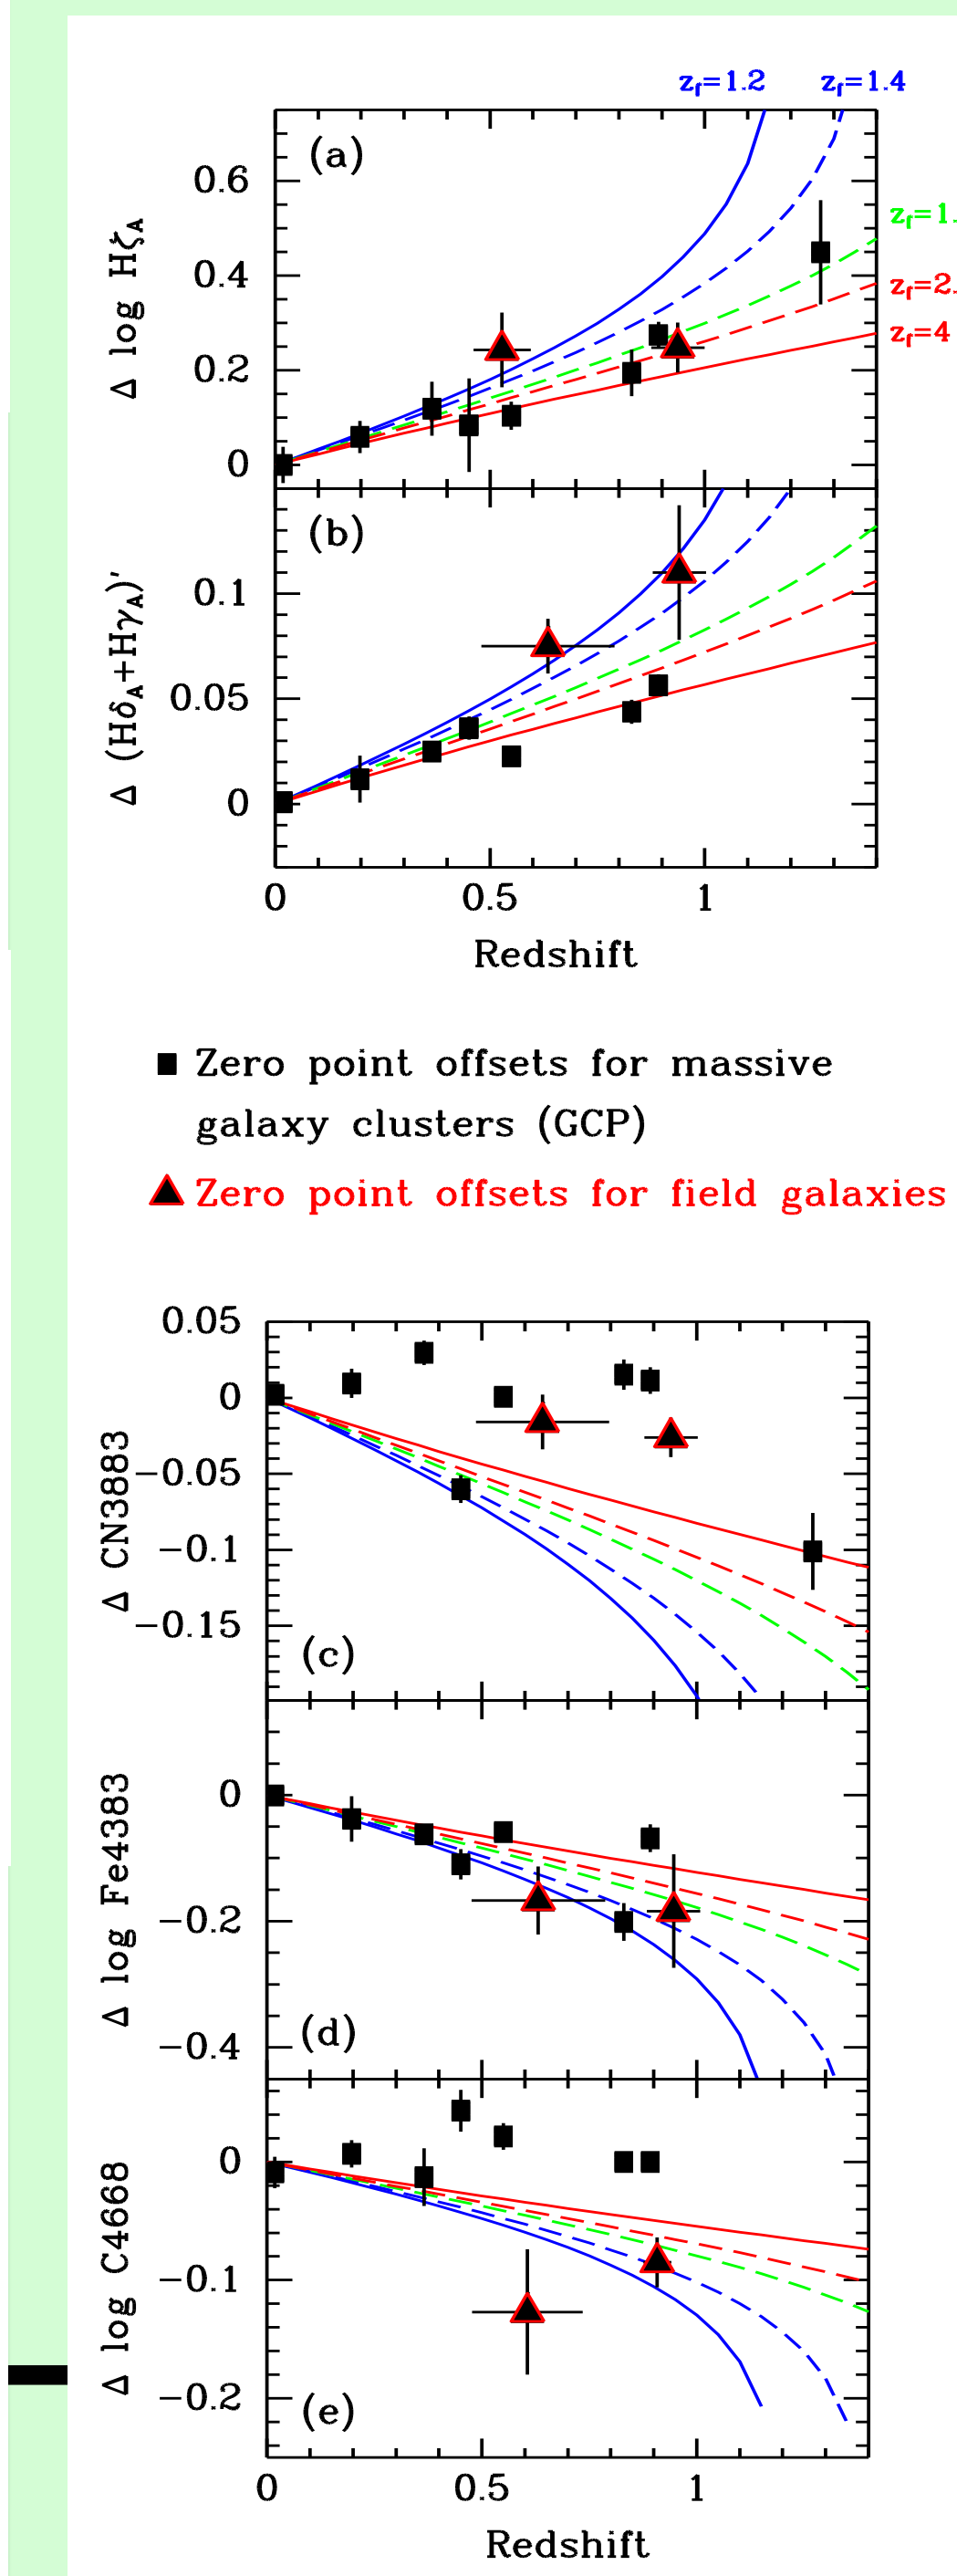 z_f=1.2 z_f=1.4
(a)
0.6
0.4
0.2
0
Δ log Hζ_A
z_f=1.
z_f=2.
z_f=4
(b)
0.1
0.05
0
Δ (Hδ_A+Hγ_A)′
0 0.5 1
Redshift
Zero point offsets for massive
galaxy clusters (GCP)
Zero point offsets for field galaxies
0.05
0
−0.05
−0.1
−0.15
Δ CN3883
(c)
0
−0.2
−0.4
Δ log Fe4383
(d)
0
−0.1
−0.2
Δ log C4668
(e)
0 0.5 1
Redshift